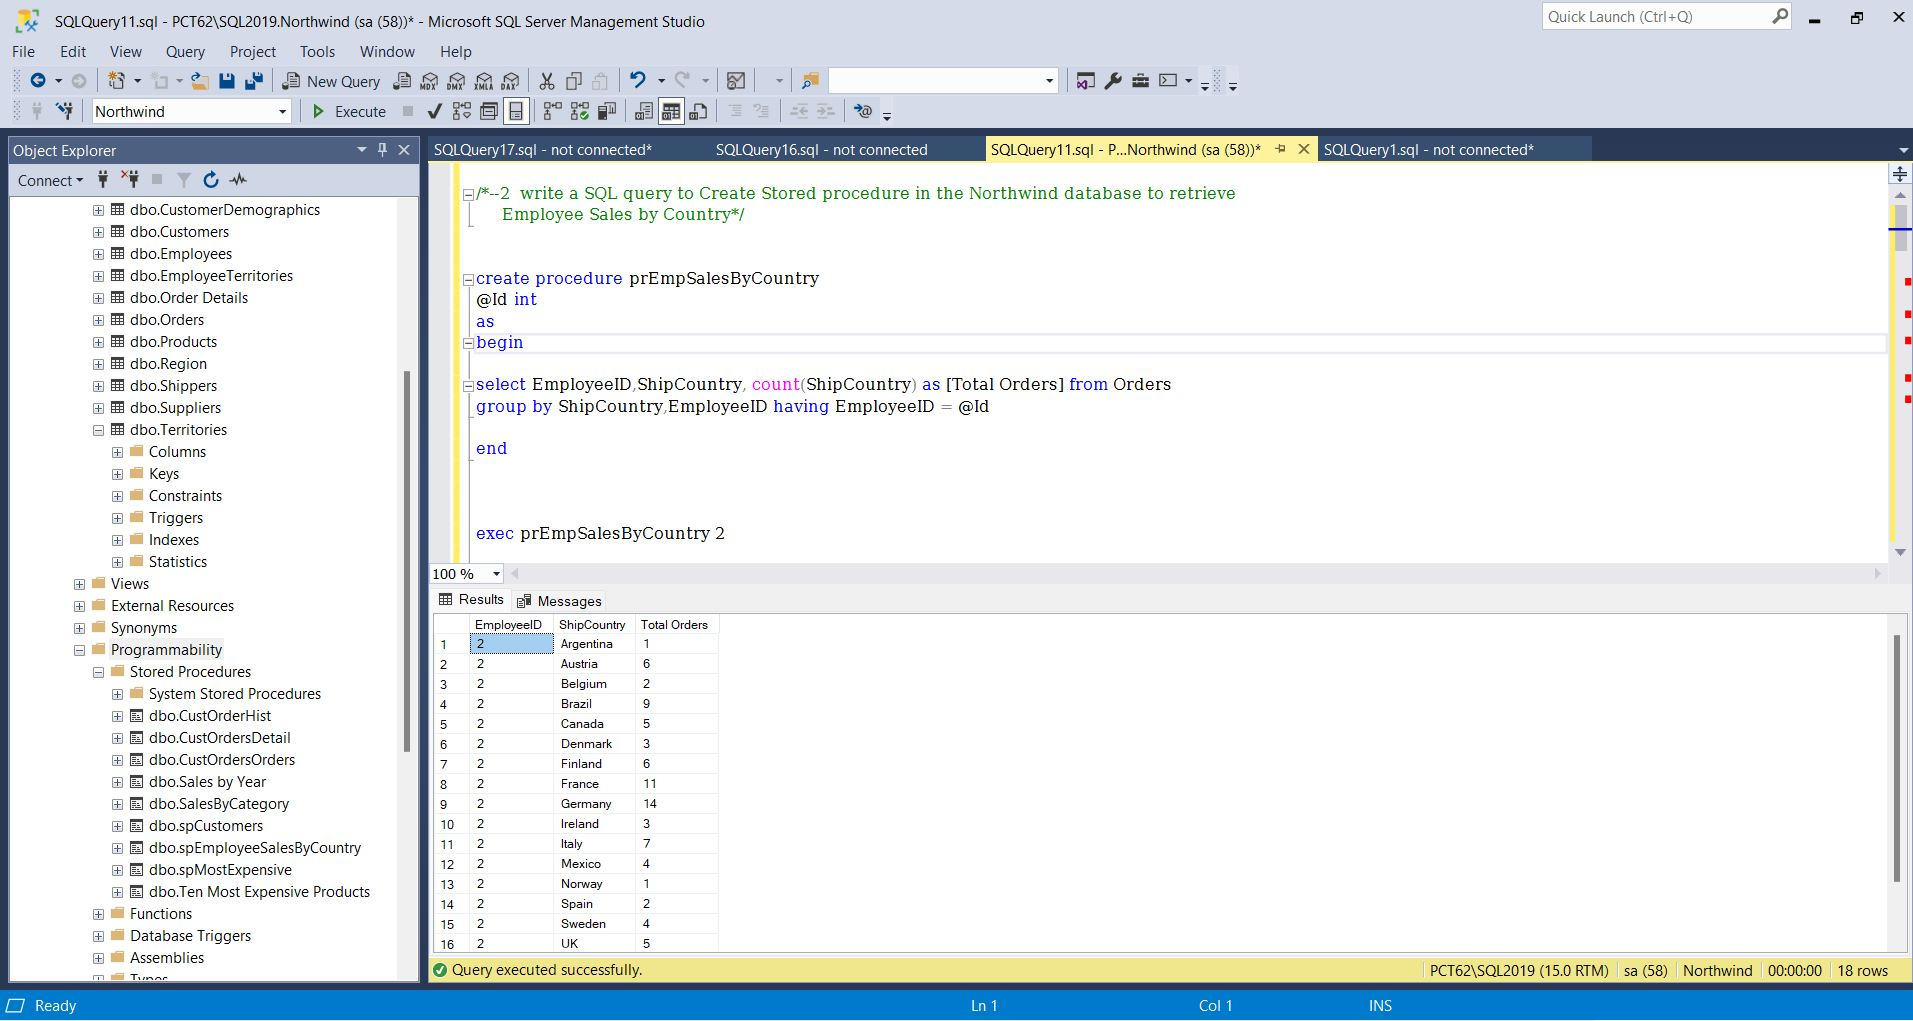 SQLQuery11.sql - PCT62\SQL2019.Northwind (sa (58))* - Microsoft SQL Server Management Studio
Quick Launch (Ctrl+Q)
File Edit View Query Project Tools Window Help
New Query MDX DMX XMLA DAX
Northwind Execute
Object Explorer
Connect
dbo.CustomerDemographics
dbo.Customers
dbo.Employees
dbo.EmployeeTerritories
dbo.Order Details
dbo.Orders
dbo.Products
dbo.Region
dbo.Shippers
dbo.Suppliers
dbo.Territories
Columns
Keys
Constraints
Triggers
Indexes
Statistics
Views
External Resources
Synonyms
Programmability
Stored Procedures
System Stored Procedures
dbo.CustOrderHist
dbo.CustOrdersDetail
dbo.CustOrdersOrders
dbo.Sales by Year
dbo.SalesByCategory
dbo.spCustomers
dbo.spEmployeeSalesByCountry
dbo.spMostExpensive
dbo.Ten Most Expensive Products
Functions
Database Triggers
Assemblies
Types
SQLQuery17.sql - not connected* SQLQuery16.sql - not connected SQLQuery11.sql - P...Northwind (sa (58))* SQLQuery1.sql - not connected*
/*--2 write a SQL query to Create Stored procedure in the Northwind database to retrieve
Employee Sales by Country*/
create procedure prEmpSalesByCountry
@Id int
as
begin
select EmployeeID,ShipCountry, count(ShipCountry) as [Total Orders] from Orders
group by ShipCountry,EmployeeID having EmployeeID = @Id
end
exec prEmpSalesByCountry 2
100 %
Results Messages
EmployeeID ShipCountry Total Orders
1 2 Argentina 1
2 2 Austria 6
3 2 Belgium 2
4 2 Brazil 9
5 2 Canada 5
6 2 Denmark 3
7 2 Finland 6
8 2 France 11
9 2 Germany 14
10 2 Ireland 3
11 2 Italy 7
12 2 Mexico 4
13 2 Norway 1
14 2 Spain 2
15 2 Sweden 4
16 2 UK 5
Query executed successfully. PCT62\SQL2019 (15.0 RTM) sa (58) Northwind 00:00:00 18 rows
Ready Ln 1 Col 1 INS